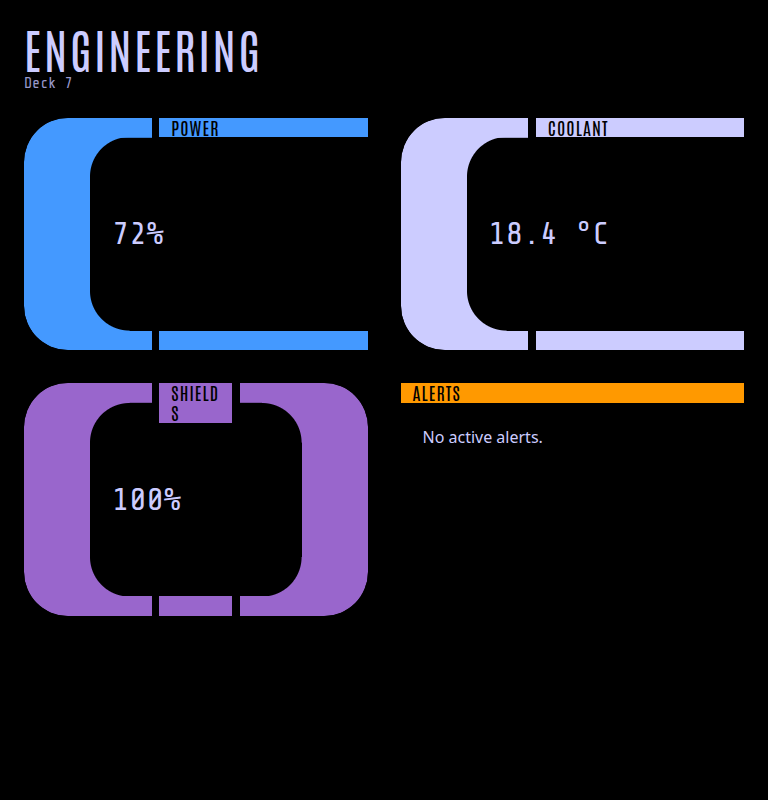 ENGINEERING
Deck 7
POWER
COOLANT
72%
18.4 °C
SHIELD
S
ALERTS
No active alerts.
100%